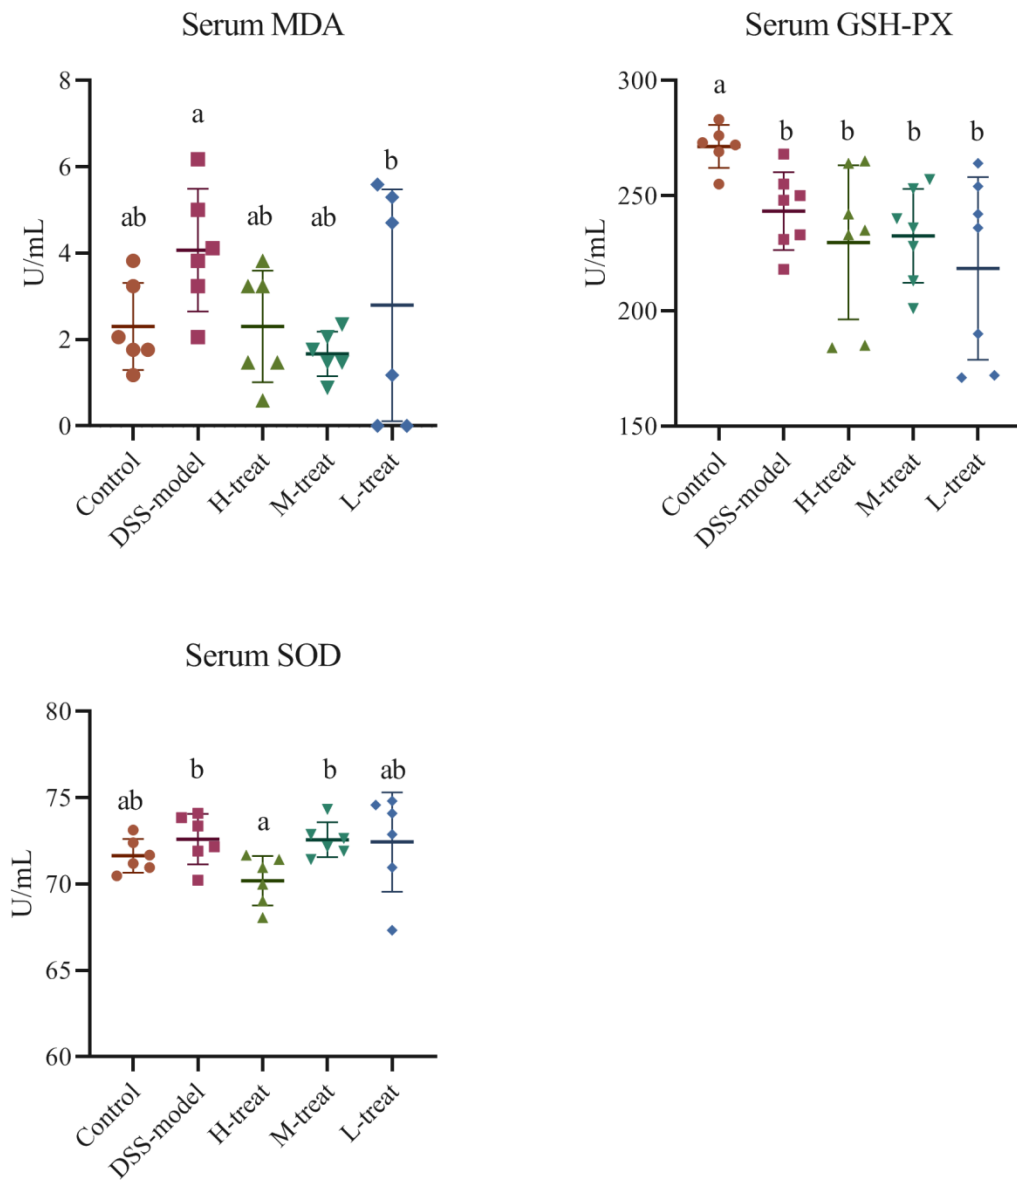 Serum MDA
8
6
4
2
0
U/mL
ab
a
ab
ab
b
Control
DSS-model
H-treat
M-treat
L-treat
Serum GSH-PX
300
250
200
150
U/mL
a
b
b
b
b
Control
DSS-model
H-treat
M-treat
L-treat
Serum SOD
80
75
70
65
60
U/mL
ab
b
a
b
ab
Control
DSS-model
H-treat
M-treat
L-treat